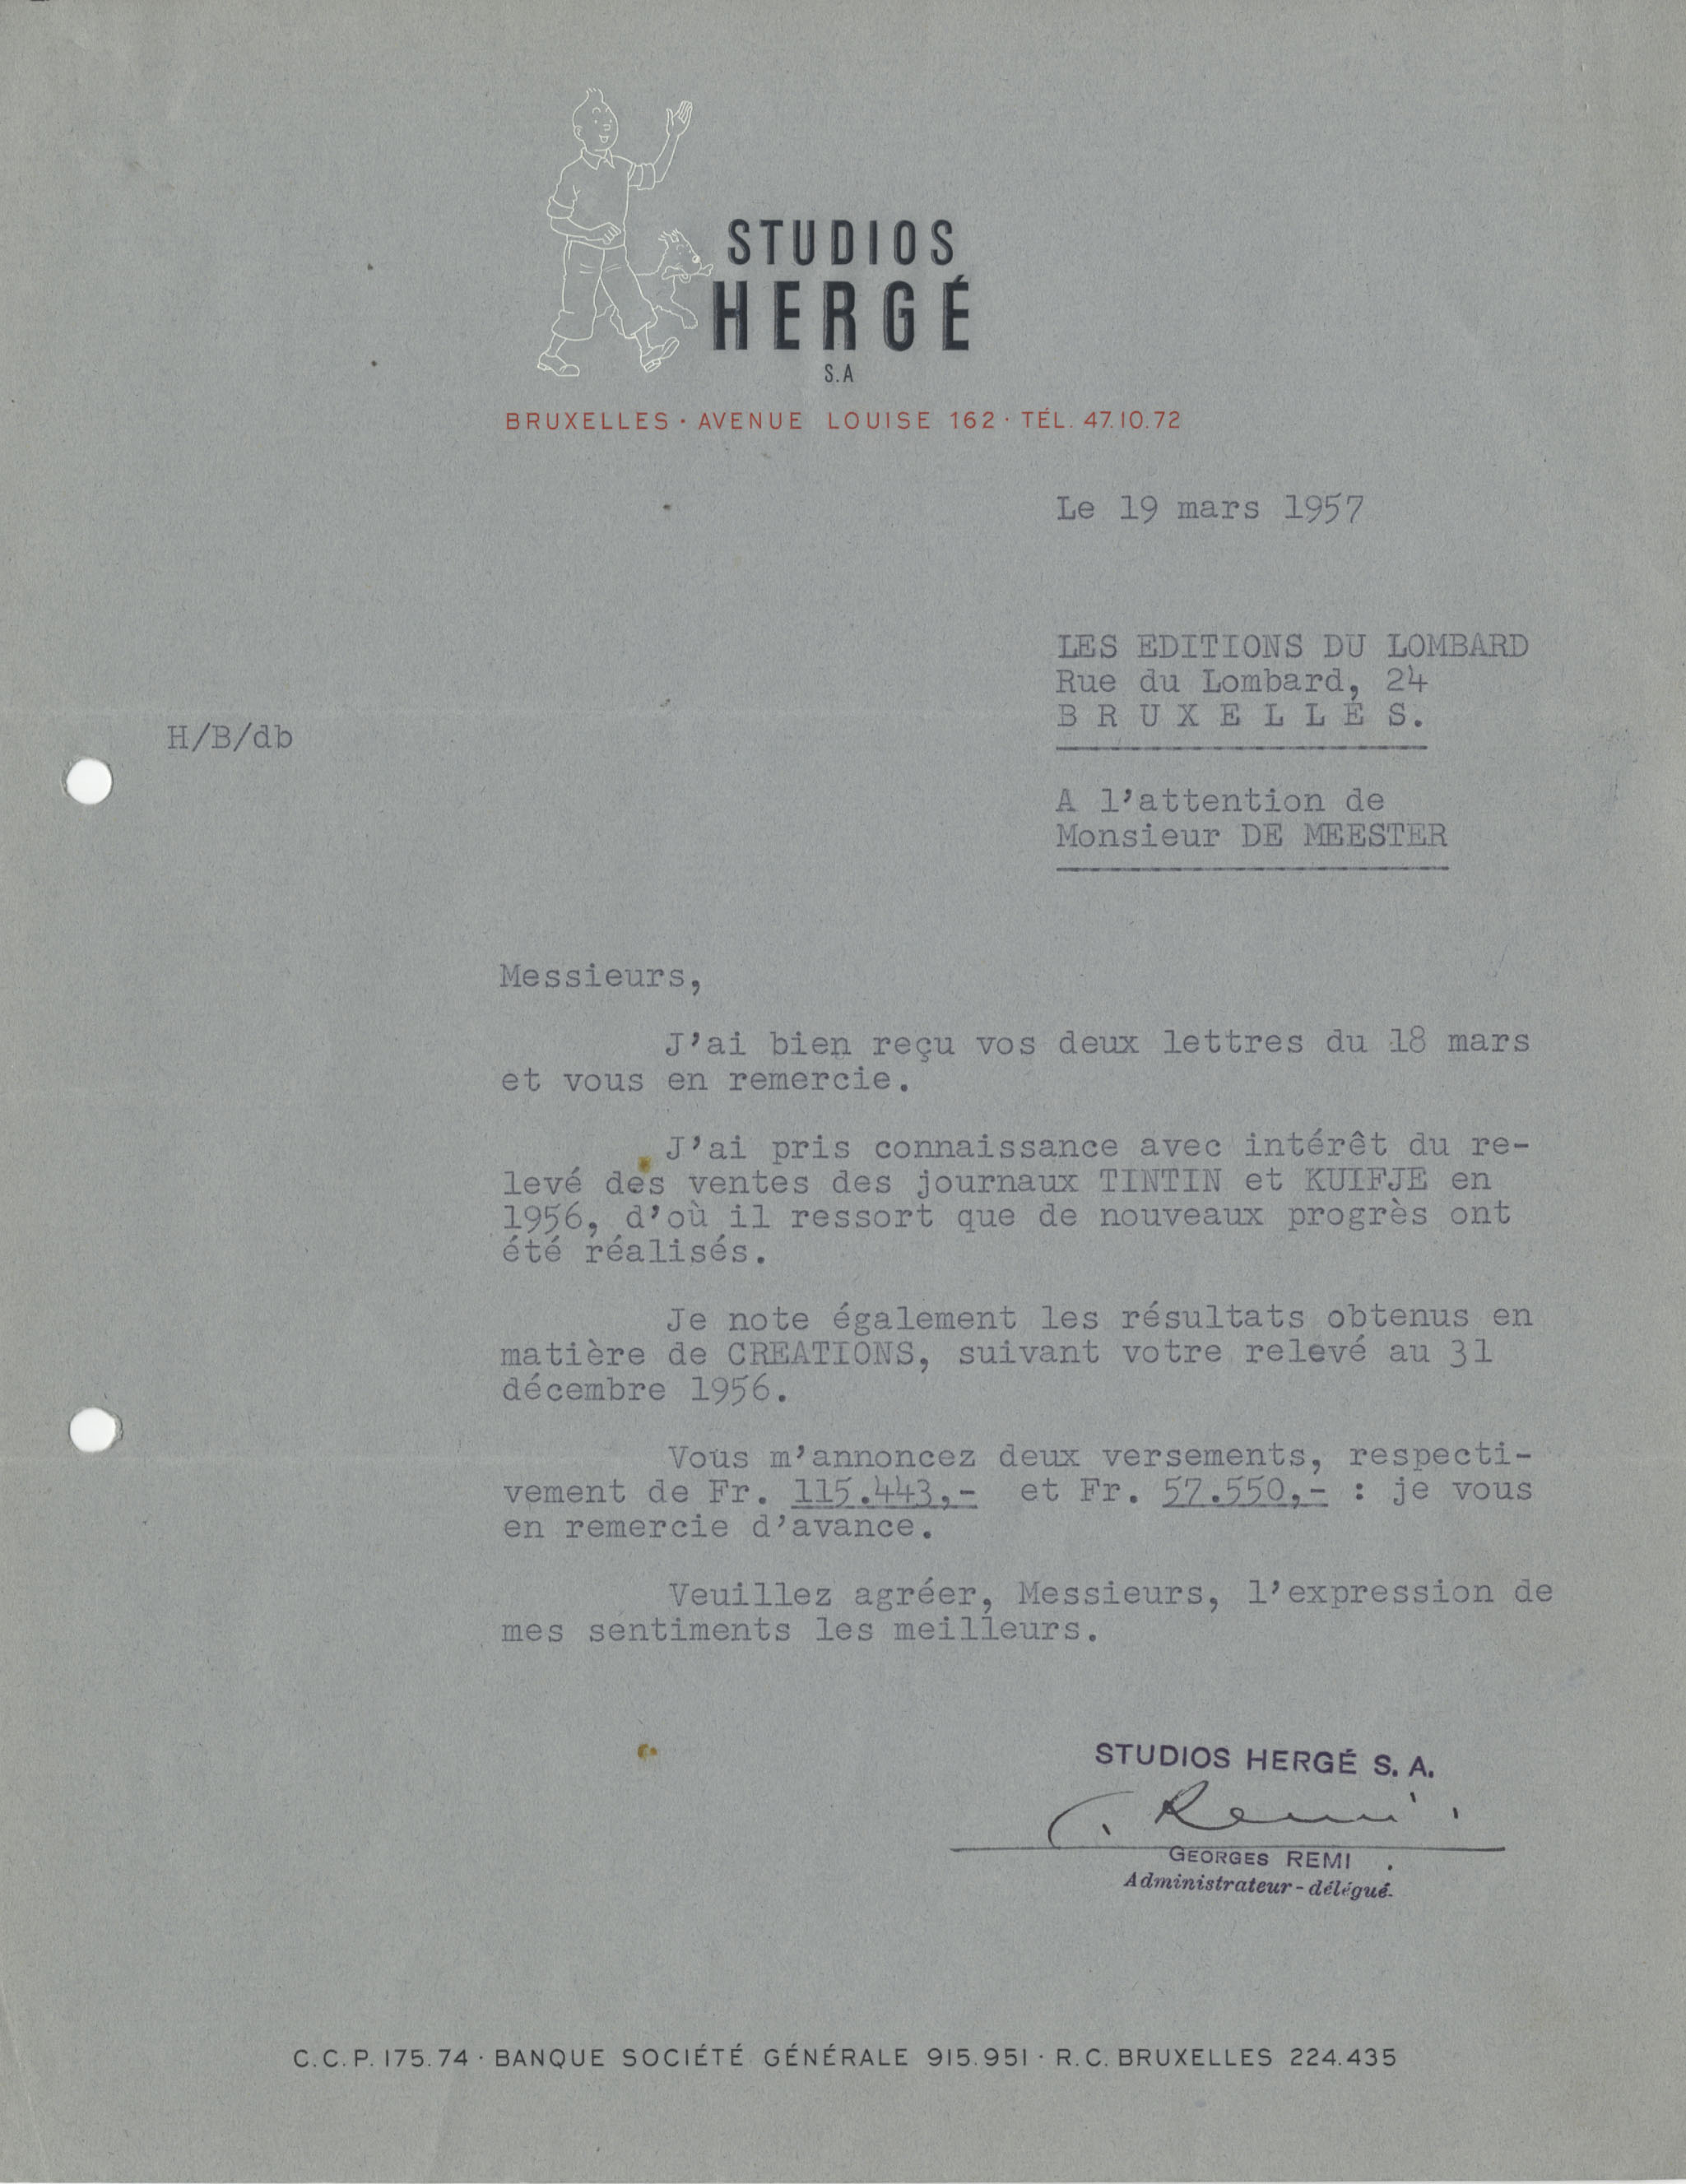 STUDIOS
HERGÉ
S.A
BRUXELLES · AVENUE LOUISE 162 · TÉL. 47.10.72
Le 19 mars 1957
LES EDITIONS DU LOMBARD
Rue du Lombard, 24
B R U X E L L E S.
H/B/db
A l'attention de
Monsieur DE MEESTER
Messieurs,
J'ai bien reçu vos deux lettres du 18 mars
et vous en remercie.
J'ai pris connaissance avec intérêt du re-
levé des ventes des journaux TINTIN et KUIFJE en
1956, d'où il ressort que de nouveaux progrès ont
été réalisés.
Je note également les résultats obtenus en
matière de CREATIONS, suivant votre relevé au 31
décembre 1956.
Vous m'annoncez deux versements, respecti-
vement de Fr. 115.443,- et Fr. 57.550,- : je vous
en remercie d'avance.
Veuillez agréer, Messieurs, l'expression de
mes sentiments les meilleurs.
STUDIOS HERGÉ S. A.
G. Remi
GEORGES REMI .
Administrateur-délégué.
C.C.P. 175.74 · BANQUE SOCIÉTÉ GÉNÉRALE 915.951 · R.C. BRUXELLES 224.435